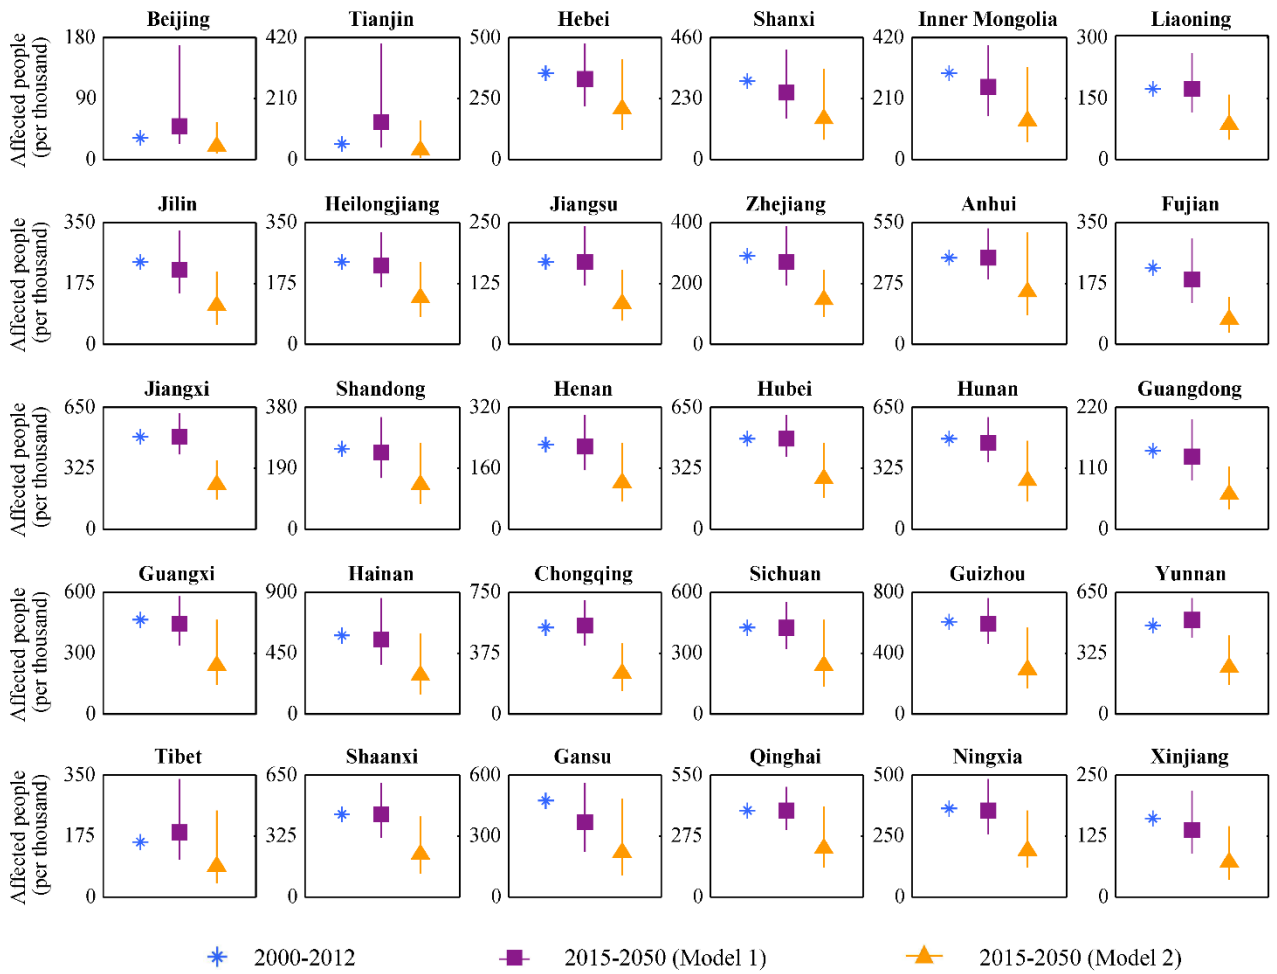 Beijing Tianjin Hebei Shanxi Inner Mongolia Liaoning
Affected people
(per thousand)
180 420 500 460 420 300
90 210 250 230 210 150
0 0 0 0 0 0
Jilin Heilongjiang Jiangsu Zhejiang Anhui Fujian
Affected people
(per thousand)
350 350 250 400 550 350
175 175 125 200 275 175
0 0 0 0 0 0
Jiangxi Shandong Henan Hubei Hunan Guangdong
Affected people
(per thousand)
650 380 320 650 650 220
325 190 160 325 325 110
0 0 0 0 0 0
Guangxi Hainan Chongqing Sichuan Guizhou Yunnan
Affected people
(per thousand)
600 900 750 600 800 650
300 450 375 300 400 325
0 0 0 0 0 0
Tibet Shaanxi Gansu Qinghai Ningxia Xinjiang
Affected people
(per thousand)
350 650 600 550 500 250
175 325 300 275 250 125
0 0 0 0 0 0
2000-2012 2015-2050 (Model 1) 2015-2050 (Model 2)